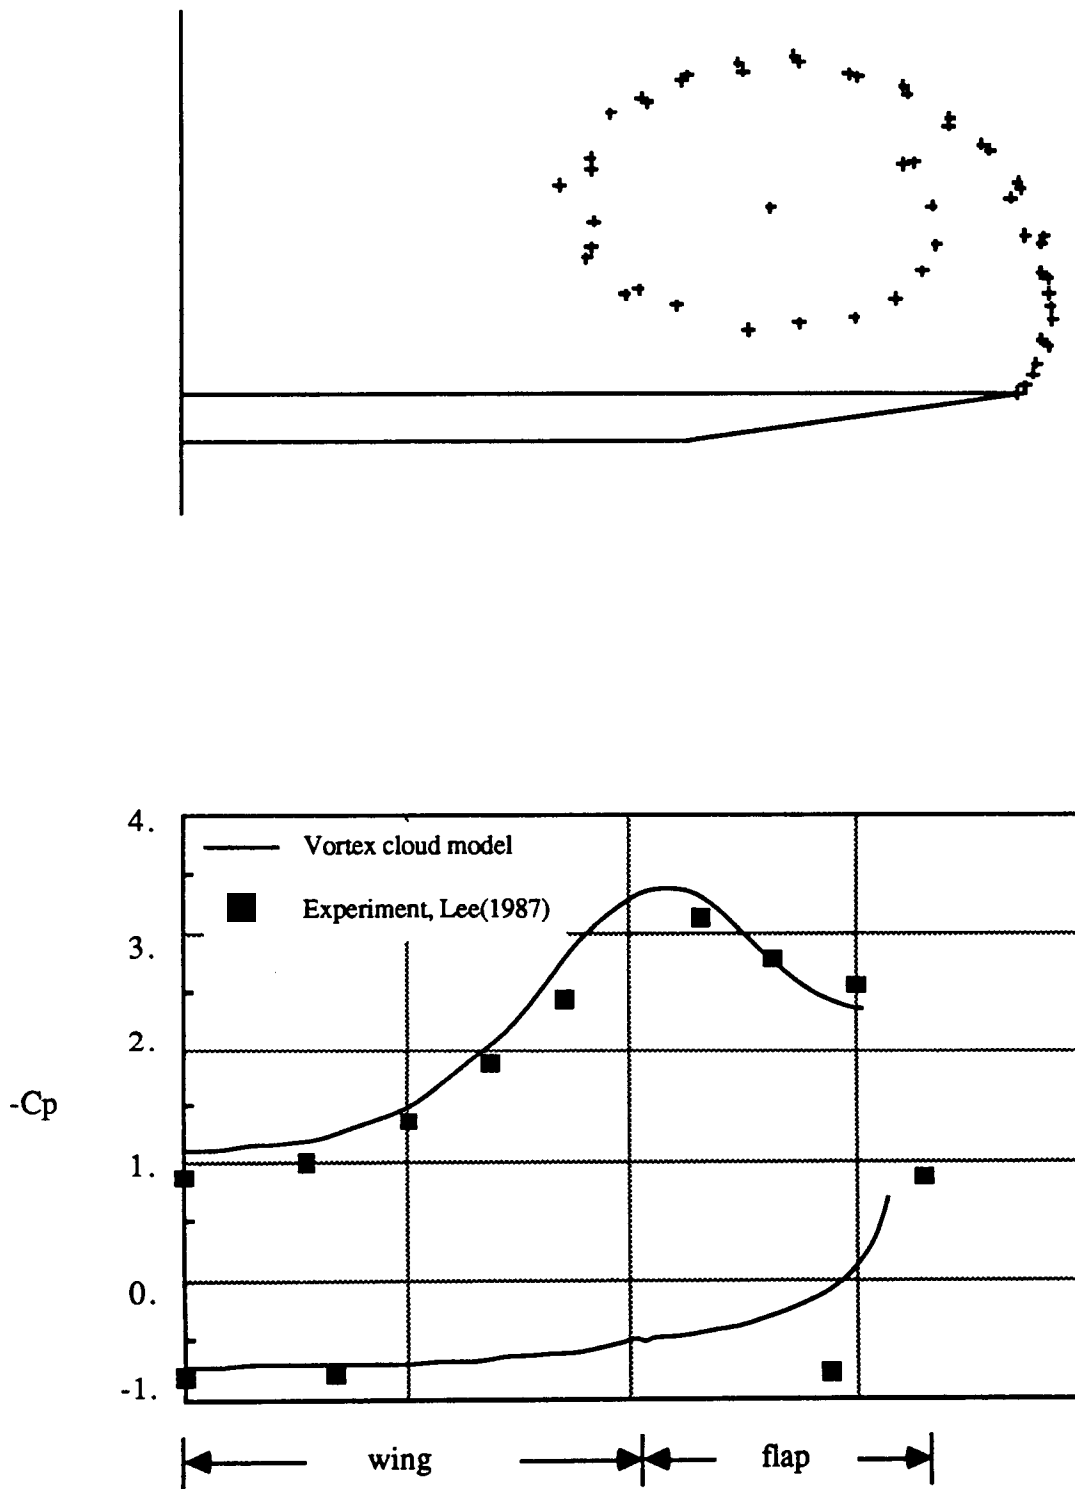 4.
Vortex cloud model
Experiment, Lee(1987)
3.
2.
-Cp
1.
0.
-1.
wing
flap